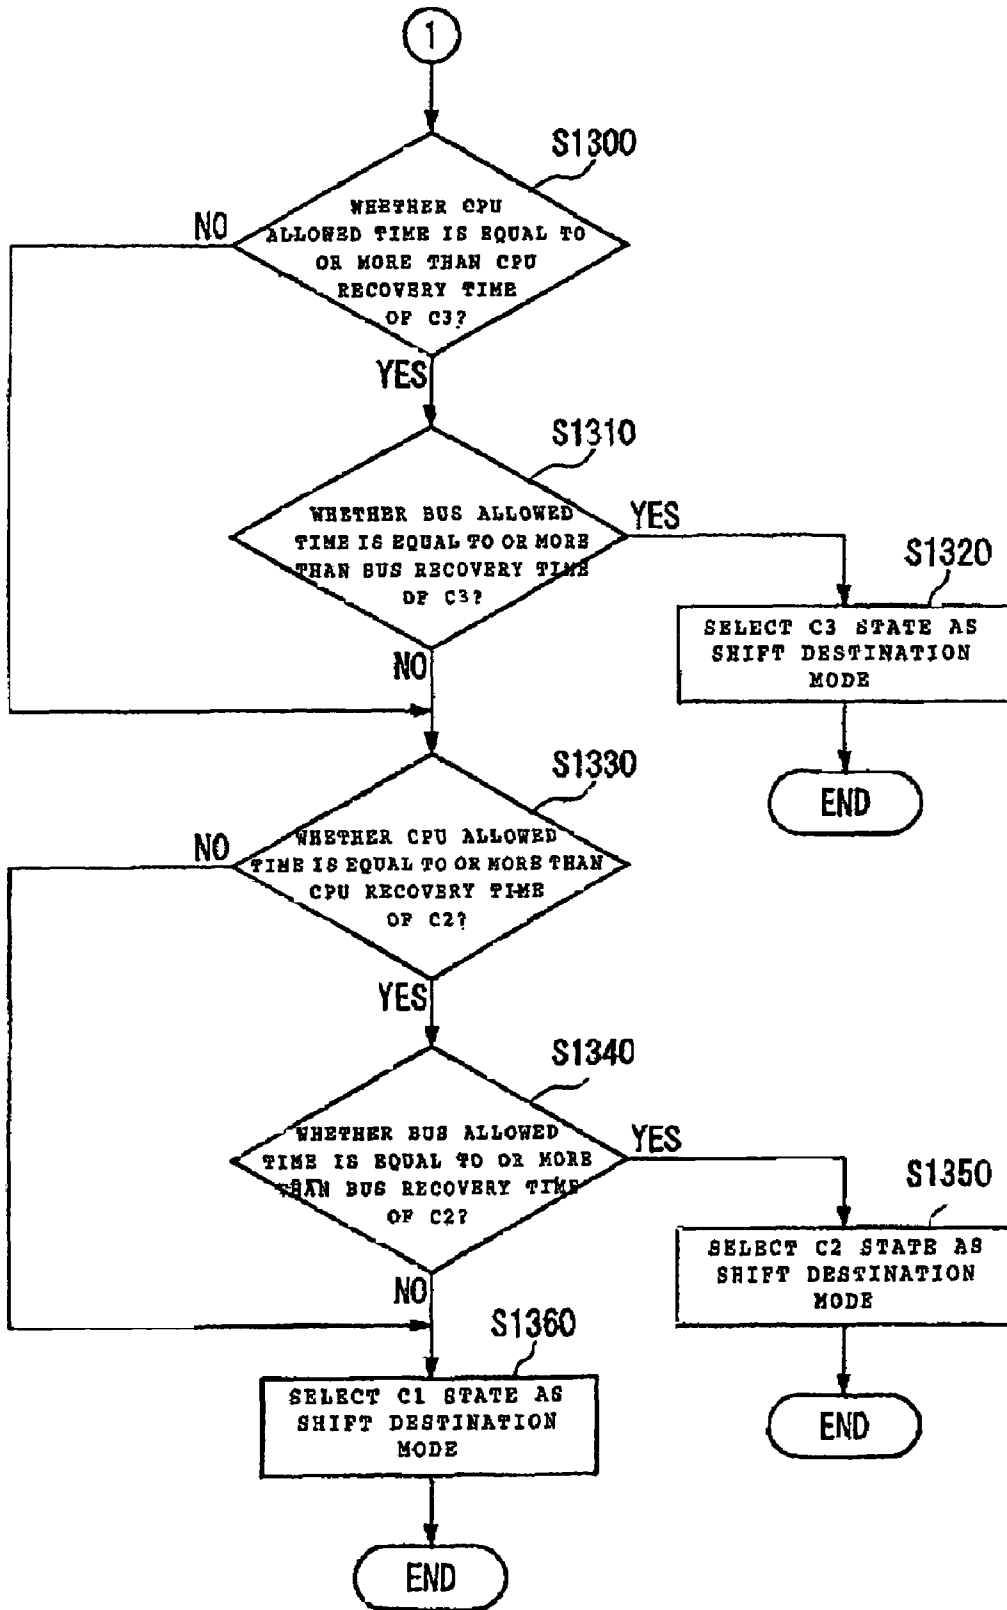 1
S1300
WHETHER CPU
ALLOWED TIME IS EQUAL TO
OR MORE THAN CPU
RECOVERY TIME
OF C3?
NO
YES
S1310
WHETHER BUS ALLOWED
TIME IS EQUAL TO OR MORE
THAN BUS RECOVERY TIME
OF C3?
YES
NO
S1320
SELECT C3 STATE AS
SHIFT DESTINATION
MODE
END
S1330
WHETHER CPU ALLOWED
TIME IS EQUAL TO OR MORE THAN
CPU RECOVERY TIME
OF C2?
NO
YES
S1340
WHETHER BUS ALLOWED
TIME IS EQUAL TO OR MORE
THAN BUS RECOVERY TIME
OF C2?
YES
NO
S1350
SELECT C2 STATE AS
SHIFT DESTINATION
MODE
END
S1360
SELECT C1 STATE AS
SHIFT DESTINATION
MODE
END